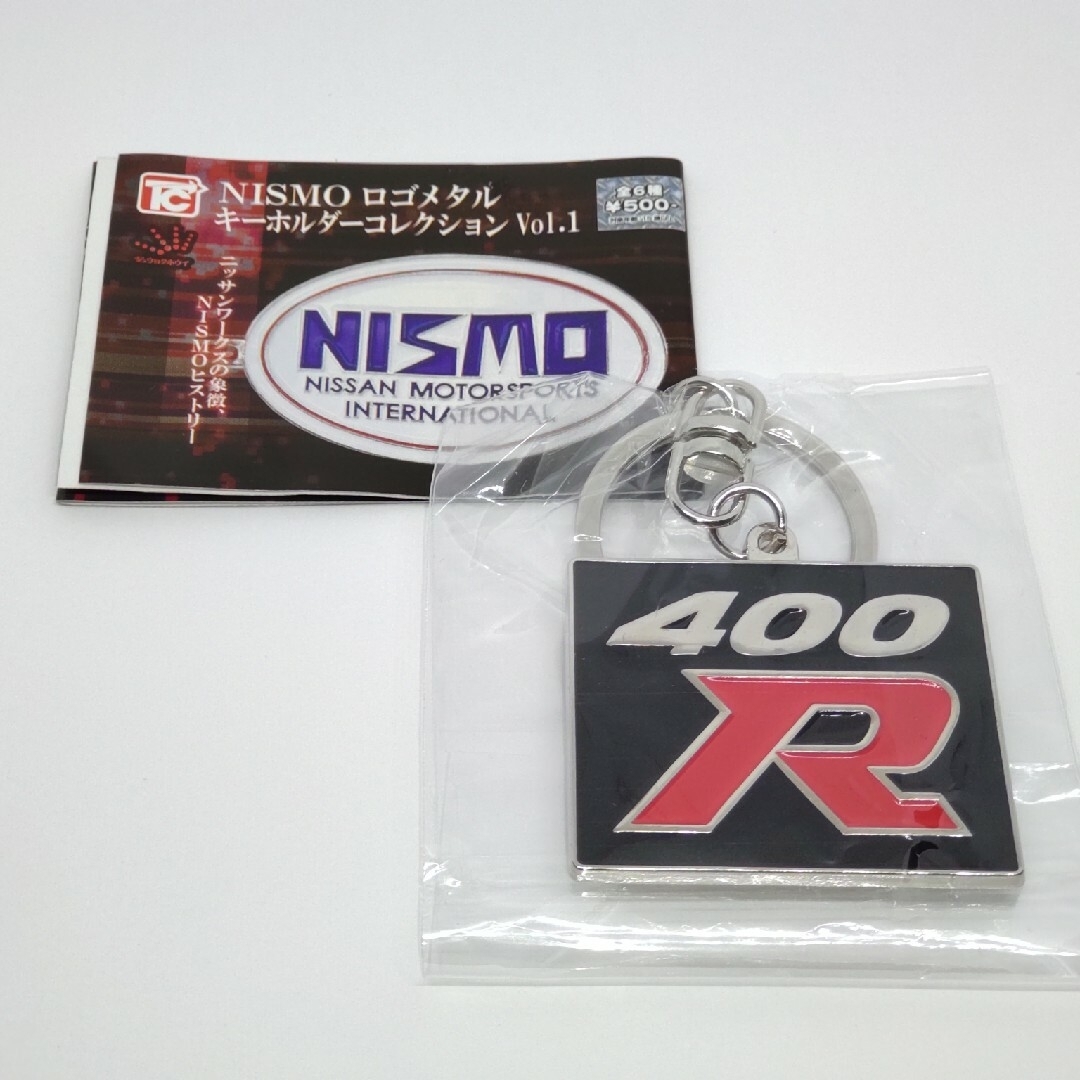 TC
NISMO ロゴメタル
キーホルダーコレクション Vol.1
全6種
¥500-
ニッサンワークスの象徴、
NISMOヒストリー
NISMO
NISSAN MOTORSPORTS
INTERNATIONAL
400
R